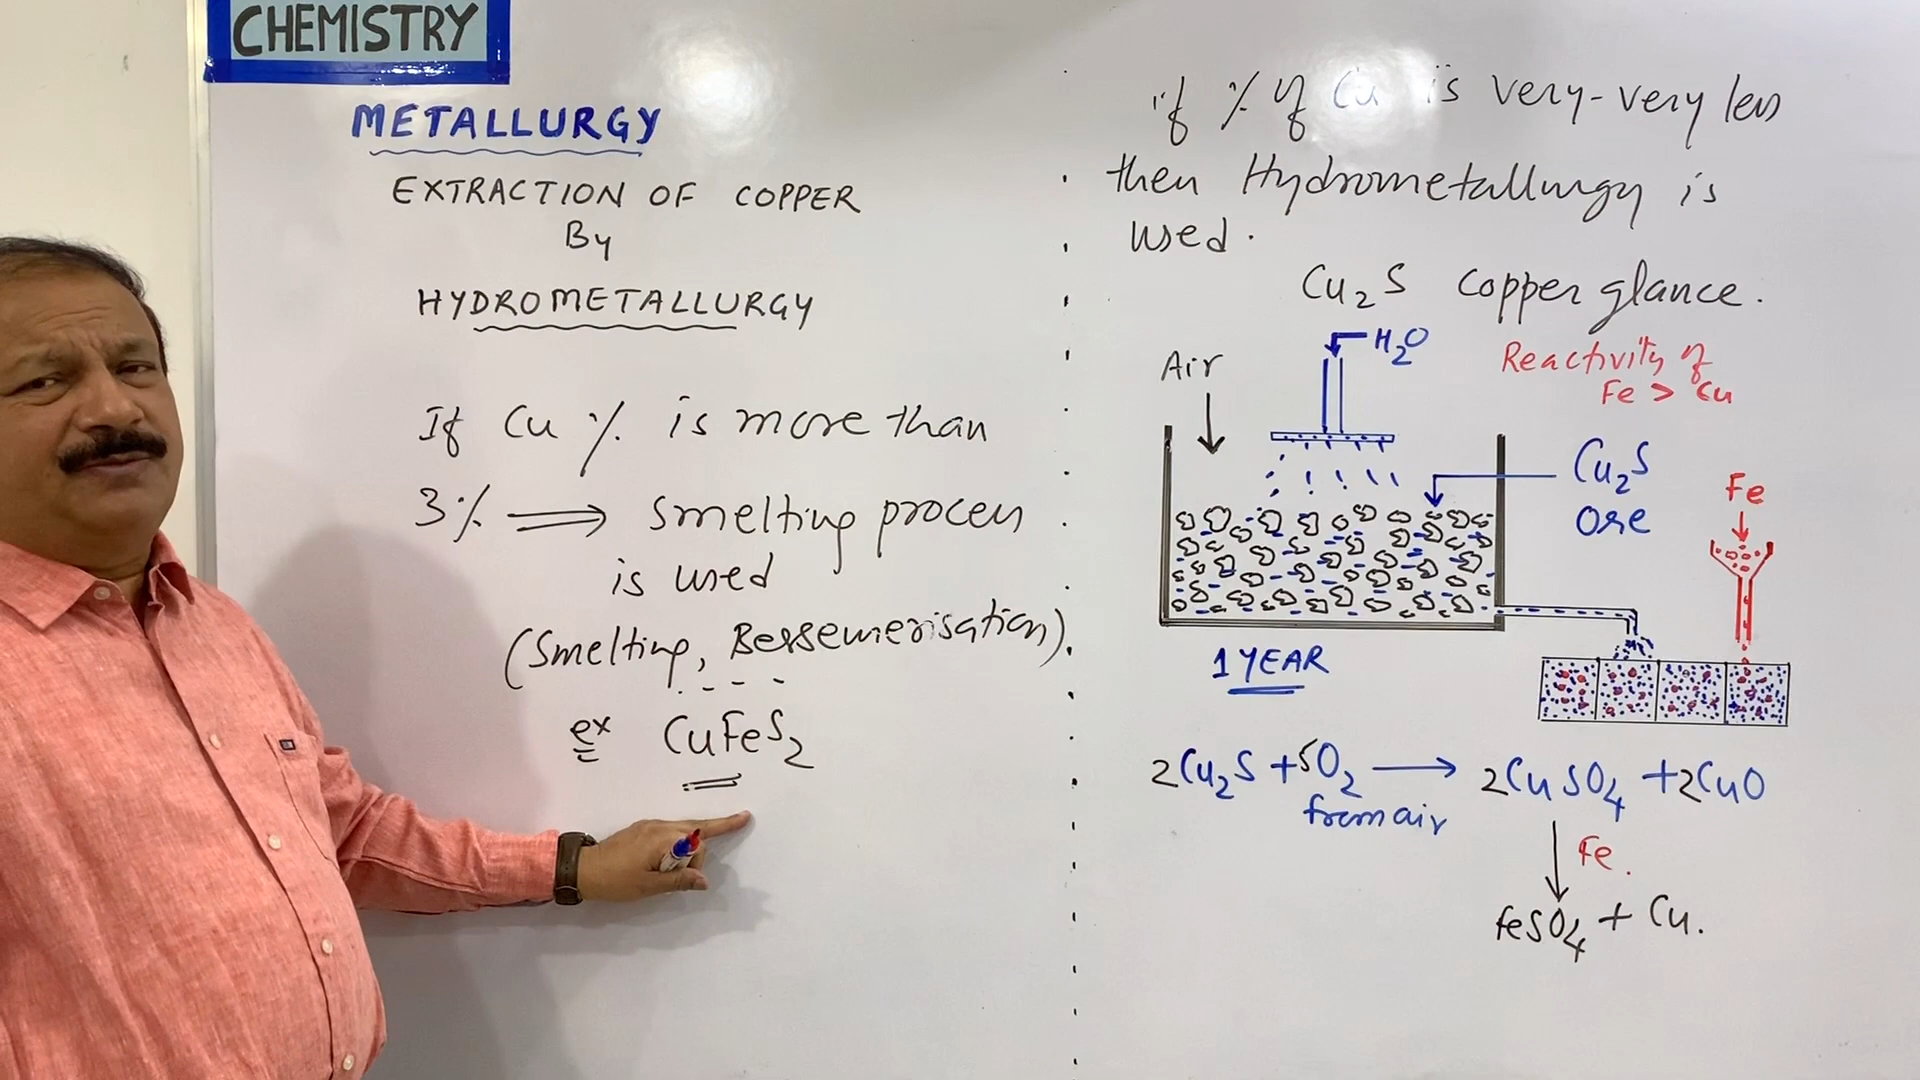 CHEMISTRY
METALLURGY
EXTRACTION OF COPPER
By
HYDROMETALLURGY
If Cu % is more than
3% ⟹ smelting process
is used
(Smelting, Bessemerisation)
ex CuFeS2
if % of Cu is very-very less
then Hydrometallurgy is
used.
Cu2S Copper glance.
H2O
Air
Reactivity of
Fe > Cu
Cu2S
Ore
Fe
1 YEAR
2Cu2S + 5O2 → 2CuSO4 + 2CuO
from air
Fe.
FeSO4 + Cu.